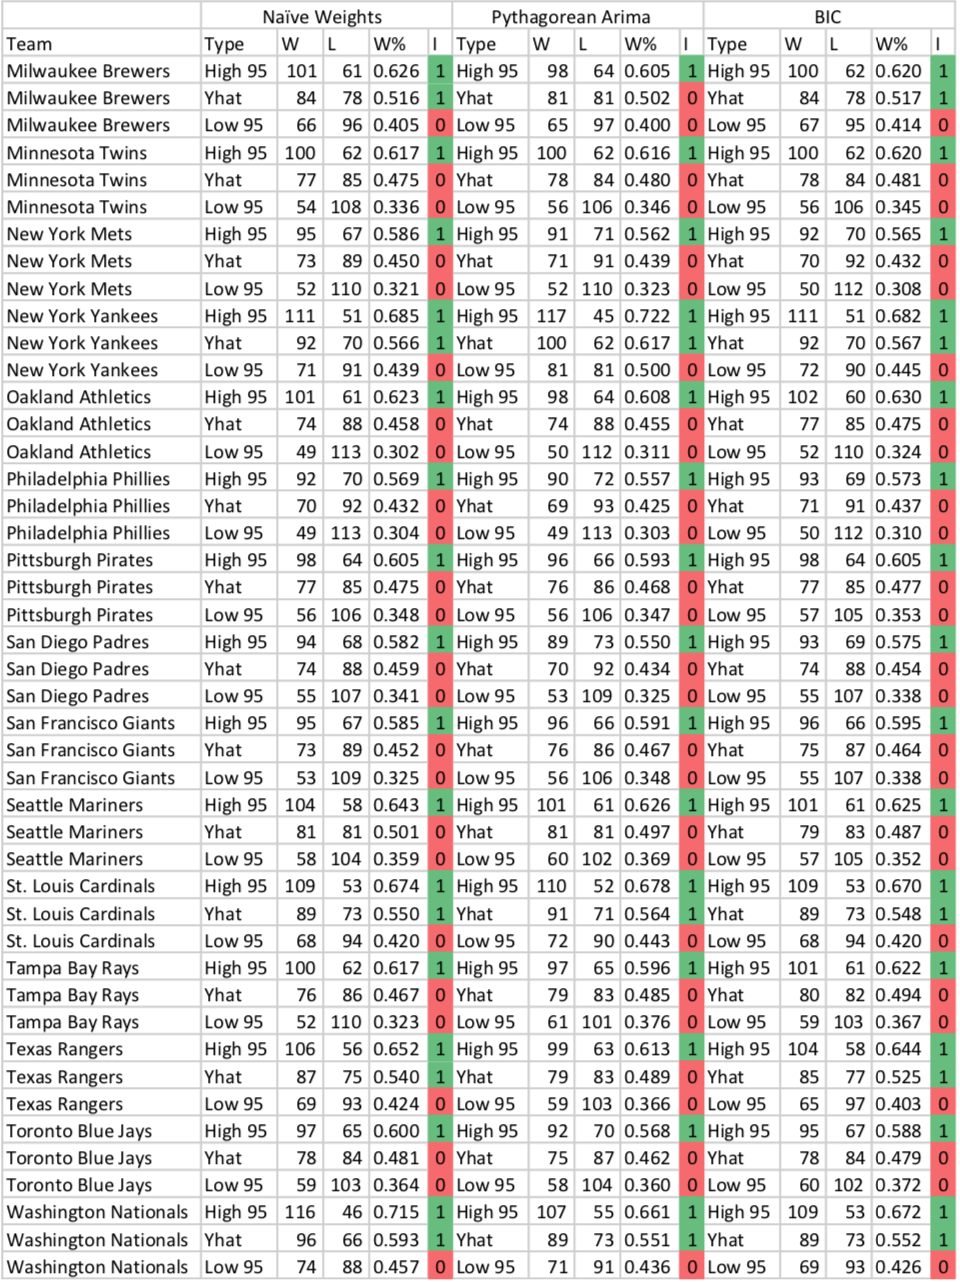 Naïve Weights Pythagorean Arima BIC
Team Type W L W% I Type W L W% I Type W L W% I
Milwaukee Brewers High 95 101 61 0.626 1 High 95 98 64 0.605 1 High 95 100 62 0.620 1
Milwaukee Brewers Yhat 84 78 0.516 1 Yhat 81 81 0.502 0 Yhat 84 78 0.517 1
Milwaukee Brewers Low 95 66 96 0.405 0 Low 95 65 97 0.400 0 Low 95 67 95 0.414 0
Minnesota Twins High 95 100 62 0.617 1 High 95 100 62 0.616 1 High 95 100 62 0.620 1
Minnesota Twins Yhat 77 85 0.475 0 Yhat 78 84 0.480 0 Yhat 78 84 0.481 0
Minnesota Twins Low 95 54 108 0.336 0 Low 95 56 106 0.346 0 Low 95 56 106 0.345 0
New York Mets High 95 95 67 0.586 1 High 95 91 71 0.562 1 High 95 92 70 0.565 1
New York Mets Yhat 73 89 0.450 0 Yhat 71 91 0.439 0 Yhat 70 92 0.432 0
New York Mets Low 95 52 110 0.321 0 Low 95 52 110 0.323 0 Low 95 50 112 0.308 0
New York Yankees High 95 111 51 0.685 1 High 95 117 45 0.722 1 High 95 111 51 0.682 1
New York Yankees Yhat 92 70 0.566 1 Yhat 100 62 0.617 1 Yhat 92 70 0.567 1
New York Yankees Low 95 71 91 0.439 0 Low 95 81 81 0.500 0 Low 95 72 90 0.445 0
Oakland Athletics High 95 101 61 0.623 1 High 95 98 64 0.608 1 High 95 102 60 0.630 1
Oakland Athletics Yhat 74 88 0.458 0 Yhat 74 88 0.455 0 Yhat 77 85 0.475 0
Oakland Athletics Low 95 49 113 0.302 0 Low 95 50 112 0.311 0 Low 95 52 110 0.324 0
Philadelphia Phillies High 95 92 70 0.569 1 High 95 90 72 0.557 1 High 95 93 69 0.573 1
Philadelphia Phillies Yhat 70 92 0.432 0 Yhat 69 93 0.425 0 Yhat 71 91 0.437 0
Philadelphia Phillies Low 95 49 113 0.304 0 Low 95 49 113 0.303 0 Low 95 50 112 0.310 0
Pittsburgh Pirates High 95 98 64 0.605 1 High 95 96 66 0.593 1 High 95 98 64 0.605 1
Pittsburgh Pirates Yhat 77 85 0.475 0 Yhat 76 86 0.468 0 Yhat 77 85 0.477 0
Pittsburgh Pirates Low 95 56 106 0.348 0 Low 95 56 106 0.347 0 Low 95 57 105 0.353 0
San Diego Padres High 95 94 68 0.582 1 High 95 89 73 0.550 1 High 95 93 69 0.575 1
San Diego Padres Yhat 74 88 0.459 0 Yhat 70 92 0.434 0 Yhat 74 88 0.454 0
San Diego Padres Low 95 55 107 0.341 0 Low 95 53 109 0.325 0 Low 95 55 107 0.338 0
San Francisco Giants High 95 95 67 0.585 1 High 95 96 66 0.591 1 High 95 96 66 0.595 1
San Francisco Giants Yhat 73 89 0.452 0 Yhat 76 86 0.467 0 Yhat 75 87 0.464 0
San Francisco Giants Low 95 53 109 0.325 0 Low 95 56 106 0.348 0 Low 95 55 107 0.338 0
Seattle Mariners High 95 104 58 0.643 1 High 95 101 61 0.626 1 High 95 101 61 0.625 1
Seattle Mariners Yhat 81 81 0.501 0 Yhat 81 81 0.497 0 Yhat 79 83 0.487 0
Seattle Mariners Low 95 58 104 0.359 0 Low 95 60 102 0.369 0 Low 95 57 105 0.352 0
St. Louis Cardinals High 95 109 53 0.674 1 High 95 110 52 0.678 1 High 95 109 53 0.670 1
St. Louis Cardinals Yhat 89 73 0.550 1 Yhat 91 71 0.564 1 Yhat 89 73 0.548 1
St. Louis Cardinals Low 95 68 94 0.420 0 Low 95 72 90 0.443 0 Low 95 68 94 0.420 0
Tampa Bay Rays High 95 100 62 0.617 1 High 95 97 65 0.596 1 High 95 101 61 0.622 1
Tampa Bay Rays Yhat 76 86 0.467 0 Yhat 79 83 0.485 0 Yhat 80 82 0.494 0
Tampa Bay Rays Low 95 52 110 0.323 0 Low 95 61 101 0.376 0 Low 95 59 103 0.367 0
Texas Rangers High 95 106 56 0.652 1 High 95 99 63 0.613 1 High 95 104 58 0.644 1
Texas Rangers Yhat 87 75 0.540 1 Yhat 79 83 0.489 0 Yhat 85 77 0.525 1
Texas Rangers Low 95 69 93 0.424 0 Low 95 59 103 0.366 0 Low 95 65 97 0.403 0
Toronto Blue Jays High 95 97 65 0.600 1 High 95 92 70 0.568 1 High 95 95 67 0.588 1
Toronto Blue Jays Yhat 78 84 0.481 0 Yhat 75 87 0.462 0 Yhat 78 84 0.479 0
Toronto Blue Jays Low 95 59 103 0.364 0 Low 95 58 104 0.360 0 Low 95 60 102 0.372 0
Washington Nationals High 95 116 46 0.715 1 High 95 107 55 0.661 1 High 95 109 53 0.672 1
Washington Nationals Yhat 96 66 0.593 1 Yhat 89 73 0.551 1 Yhat 89 73 0.552 1
Washington Nationals Low 95 74 88 0.457 0 Low 95 71 91 0.436 0 Low 95 69 93 0.426 0